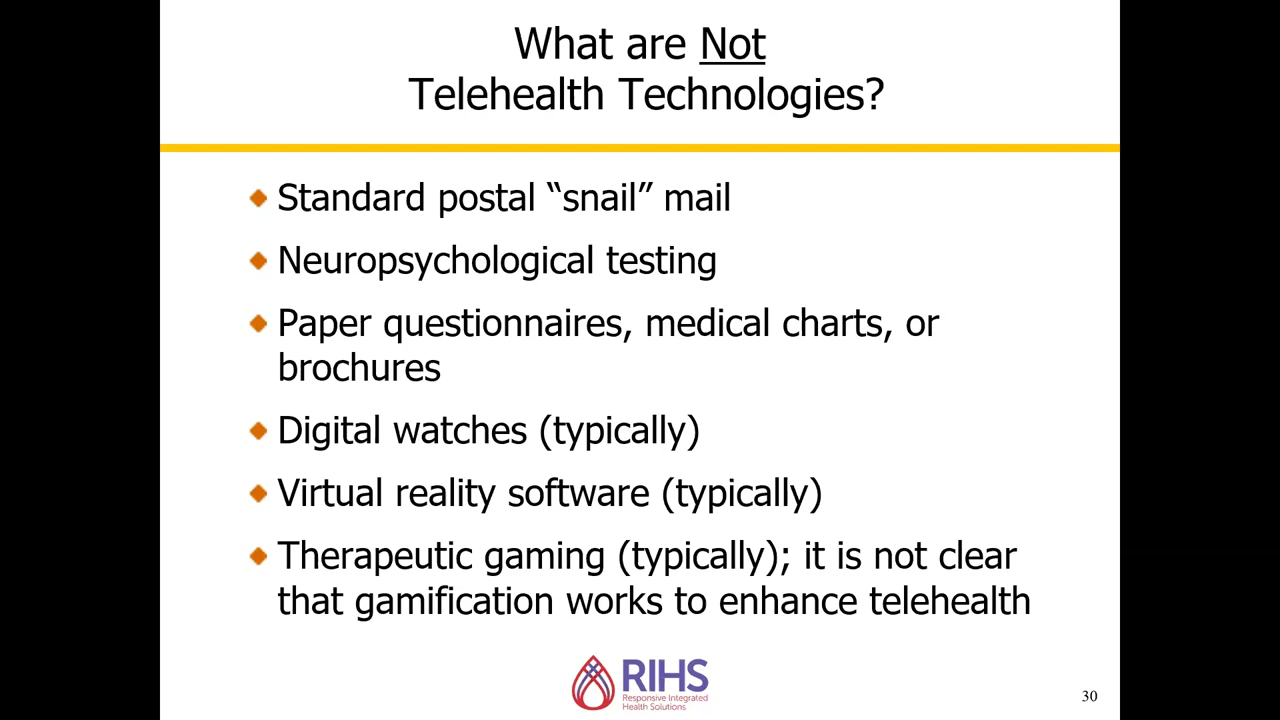 What are Not
Telehealth Technologies?
Standard postal “snail” mail
Neuropsychological testing
Paper questionnaires, medical charts, or
brochures
Digital watches (typically)
Virtual reality software (typically)
Therapeutic gaming (typically); it is not clear
that gamification works to enhance telehealth
RIHS
Responsive Integrated
Health Solutions
30